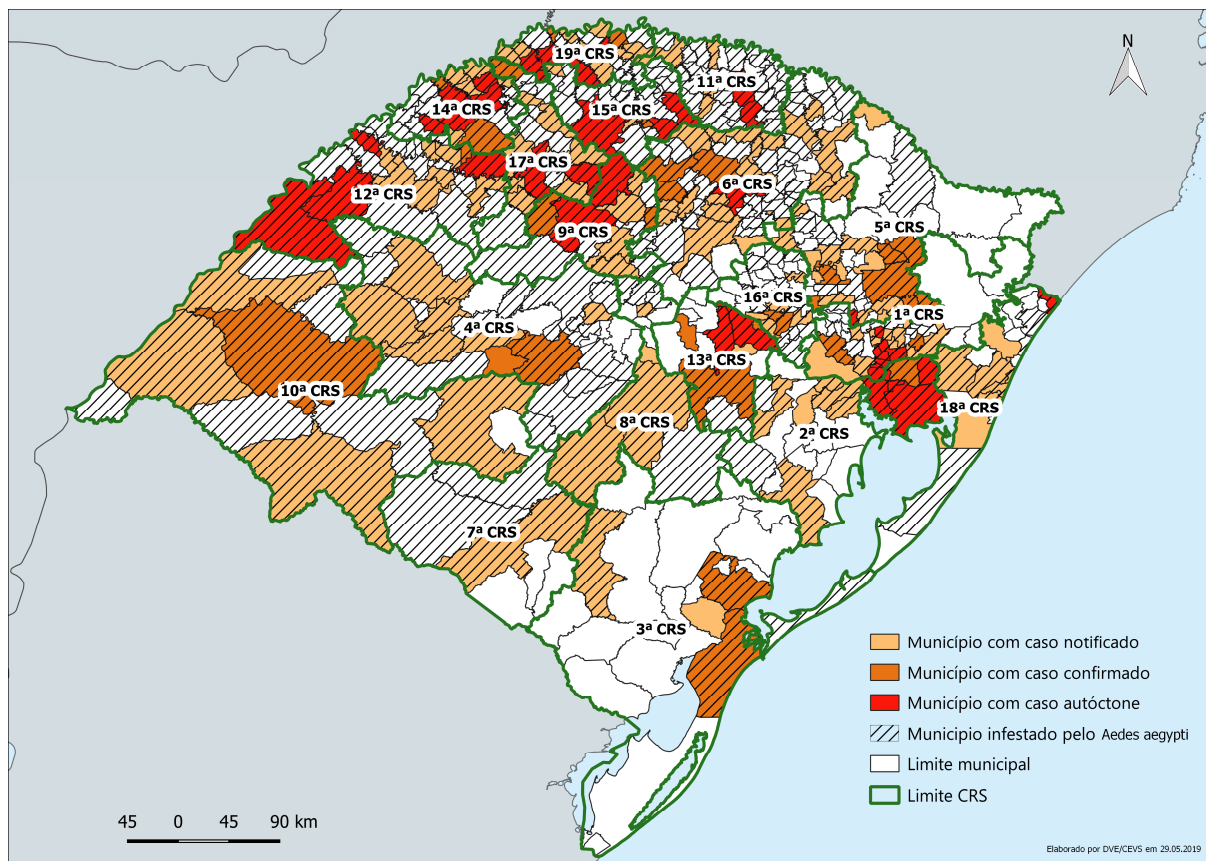 N
19ª CRS
11ª CRS
14ª CRS
15ª CRS
17ª CRS
6ª CRS
12ª CRS
5ª CRS
9ª CRS
16ª CRS
1ª CRS
4ª CRS
13ª CRS
10ª CRS
18ª CRS
8ª CRS
2ª CRS
7ª CRS
3ª CRS
Município com caso notificado
Município com caso confirmado
Município com caso autóctone
Municipio infestado pelo Aedes aegypti
Limite municipal
Limite CRS
45 0 45 90 km
Elaborado por DVE/CEVS em 29.05.2019